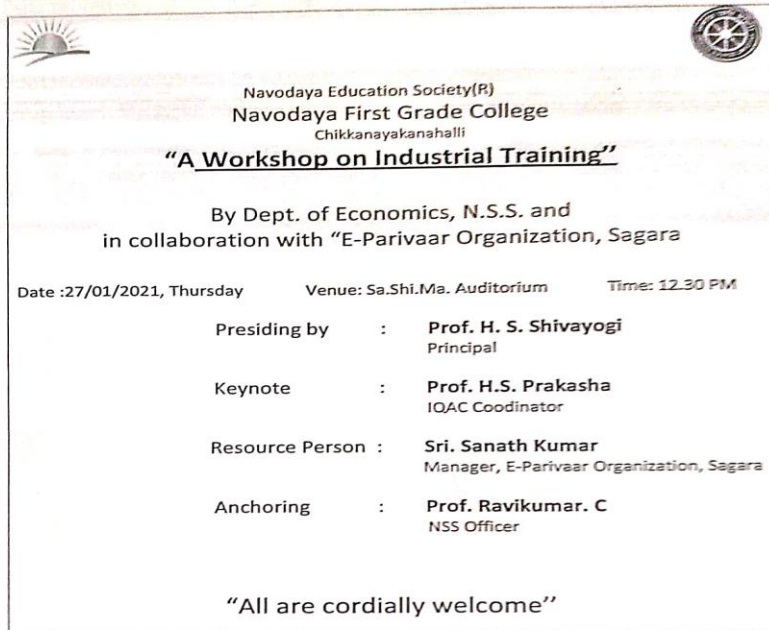 Navodaya Education Society(R)
Navodaya First Grade College
Chikkanayakanahalli
"A Workshop on Industrial Training"
By Dept. of Economics, N.S.S. and
in collaboration with "E-Parivaar Organization, Sagara
Date :27/01/2021, Thursday Venue: Sa.Shi.Ma. Auditorium Time: 12.30 PM
Presiding by : Prof. H. S. Shivayogi
Principal
Keynote : Prof. H.S. Prakasha
IQAC Coodinator
Resource Person : Sri. Sanath Kumar
Manager, E-Parivaar Organization, Sagara
Anchoring : Prof. Ravikumar. C
NSS Officer
"All are cordially welcome"